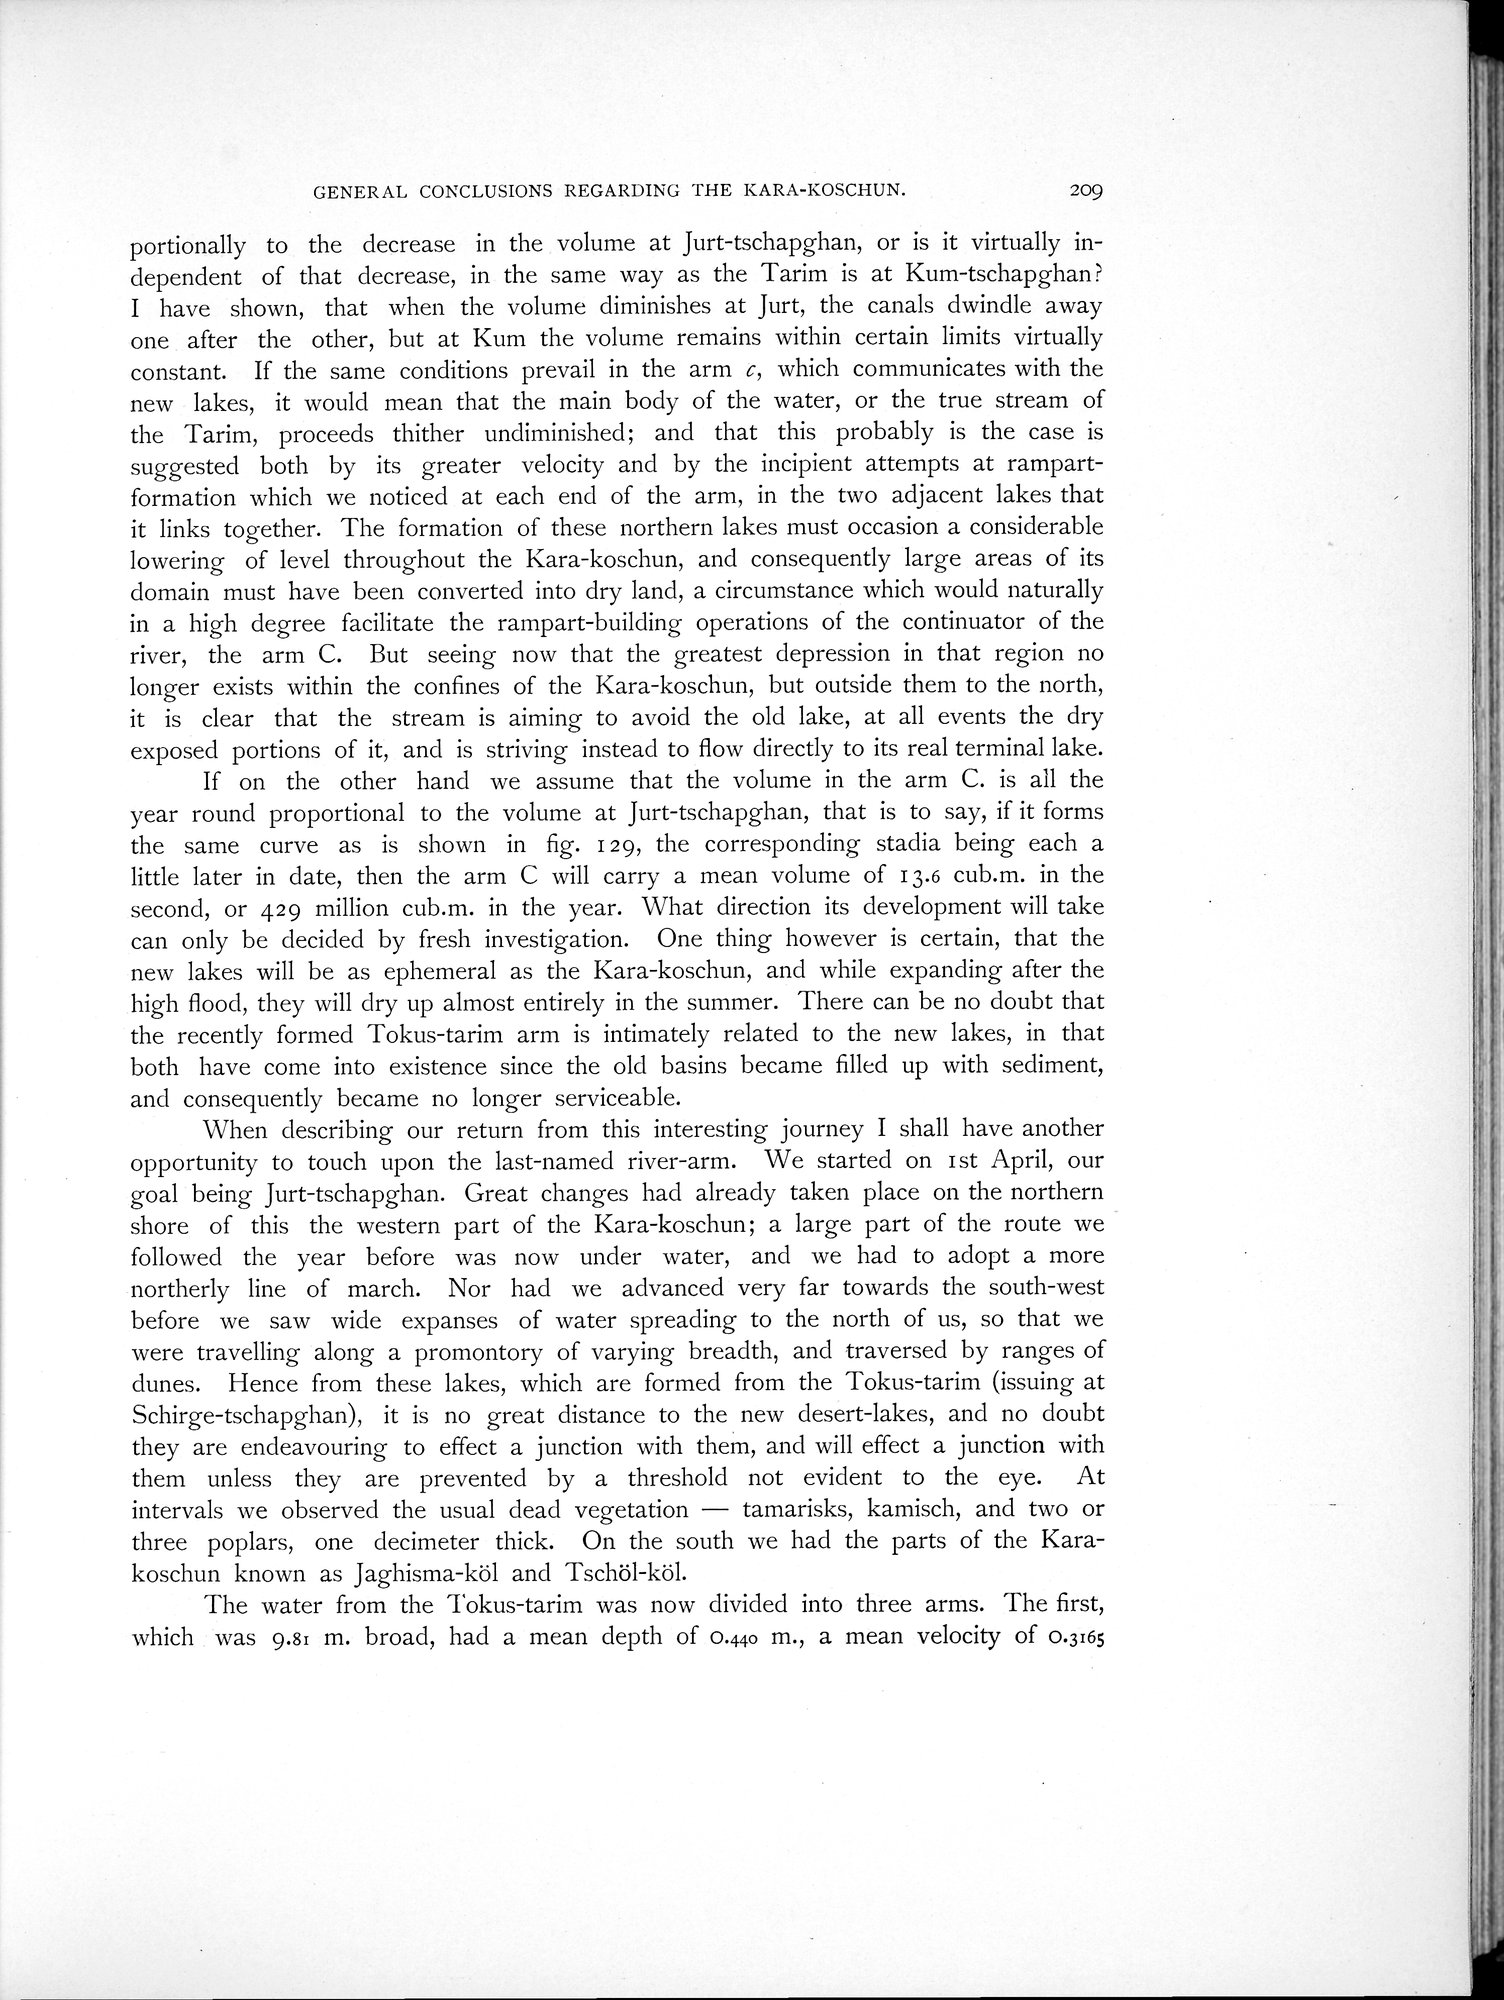 GENERAL CONCLUSIONS REGARDING THE KARA-KOSCHUN. 209
portionally to the decrease in the volume at Jurt-tschapghan, or is it virtually in-
dependent of that decrease, in the same way as the Tarim is at Kum-tschapghan?
I have shown, that when the volume diminishes at Jurt, the canals dwindle away
one after the other, but at Kum the volume remains within certain limits virtually
constant. If the same conditions prevail in the arm c, which communicates with the
new lakes, it would mean that the main body of the water, or the true stream of
the Tarim, proceeds thither undiminished; and that this probably is the case is
suggested both by its greater velocity and by the incipient attempts at rampart-
formation which we noticed at each end of the arm, in the two adjacent lakes that
it links together. The formation of these northern lakes must occasion a considerable
lowering of level throughout the Kara-koschun, and consequently large areas of its
domain must have been converted into dry land, a circumstance which would naturally
in a high degree facilitate the rampart-building operations of the continuator of the
river, the arm C. But seeing now that the greatest depression in that region no
longer exists within the confines of the Kara-koschun, but outside them to the north,
it is clear that the stream is aiming to avoid the old lake, at all events the dry
exposed portions of it, and is striving instead to flow directly to its real terminal lake.
If on the other hand we assume that the volume in the arm C. is all the
year round proportional to the volume at Jurt-tschapghan, that is to say, if it forms
the same curve as is shown in fig. 129, the corresponding stadia being each a
little later in date, then the arm C will carry a mean volume of 13.6 cub.m. in the
second, or 429 million cub.m. in the year. What direction its development will take
can only be decided by fresh investigation. One thing however is certain, that the
new lakes will be as ephemeral as the Kara-koschun, and while expanding after the
high flood, they will dry up almost entirely in the summer. There can be no doubt that
the recently formed Tokus-tarim arm is intimately related to the new lakes, in that
both have come into existence since the old basins became filled up with sediment,
and consequently became no longer serviceable.
When describing our return from this interesting journey I shall have another
opportunity to touch upon the last-named river-arm. We started on 1st April, our
goal being Jurt-tschapghan. Great changes had already taken place on the northern
shore of this the western part of the Kara-koschun; a large part of the route we
followed the year before was now under water, and we had to adopt a more
northerly line of march. Nor had we advanced very far towards the south-west
before we saw wide expanses of water spreading to the north of us, so that we
were travelling along a promontory of varying breadth, and traversed by ranges of
dunes. Hence from these lakes, which are formed from the Tokus-tarim (issuing at
Schirge-tschapghan), it is no great distance to the new desert-lakes, and no doubt
they are endeavouring to effect a junction with them, and will effect a junction with
them unless they are prevented by a threshold not evident to the eye. At
intervals we observed the usual dead vegetation — tamarisks, kamisch, and two or
three poplars, one decimeter thick. On the south we had the parts of the Kara-
koschun known as Jaghisma-köl and Tschöl-köl.
The water from the Tokus-tarim was now divided into three arms. The first,
which was 9.81 m. broad, had a mean depth of 0.440 m., a mean velocity of 0.3165